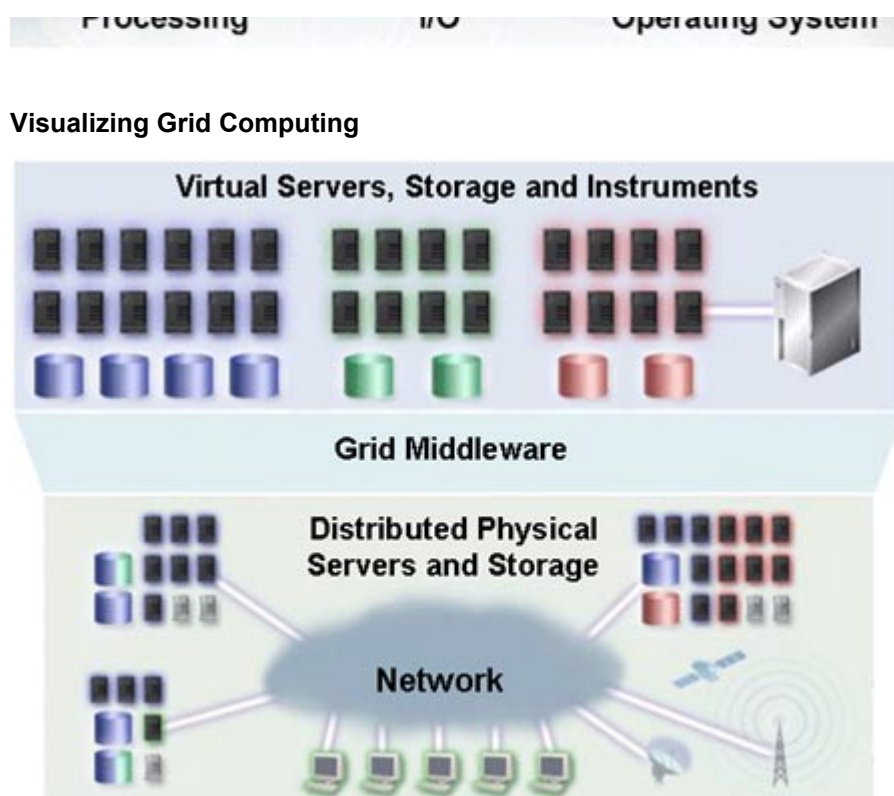 Processing I/O Operating System
Visualizing Grid Computing
Virtual Servers, Storage and Instruments
Grid Middleware
Distributed Physical
Servers and Storage
Network